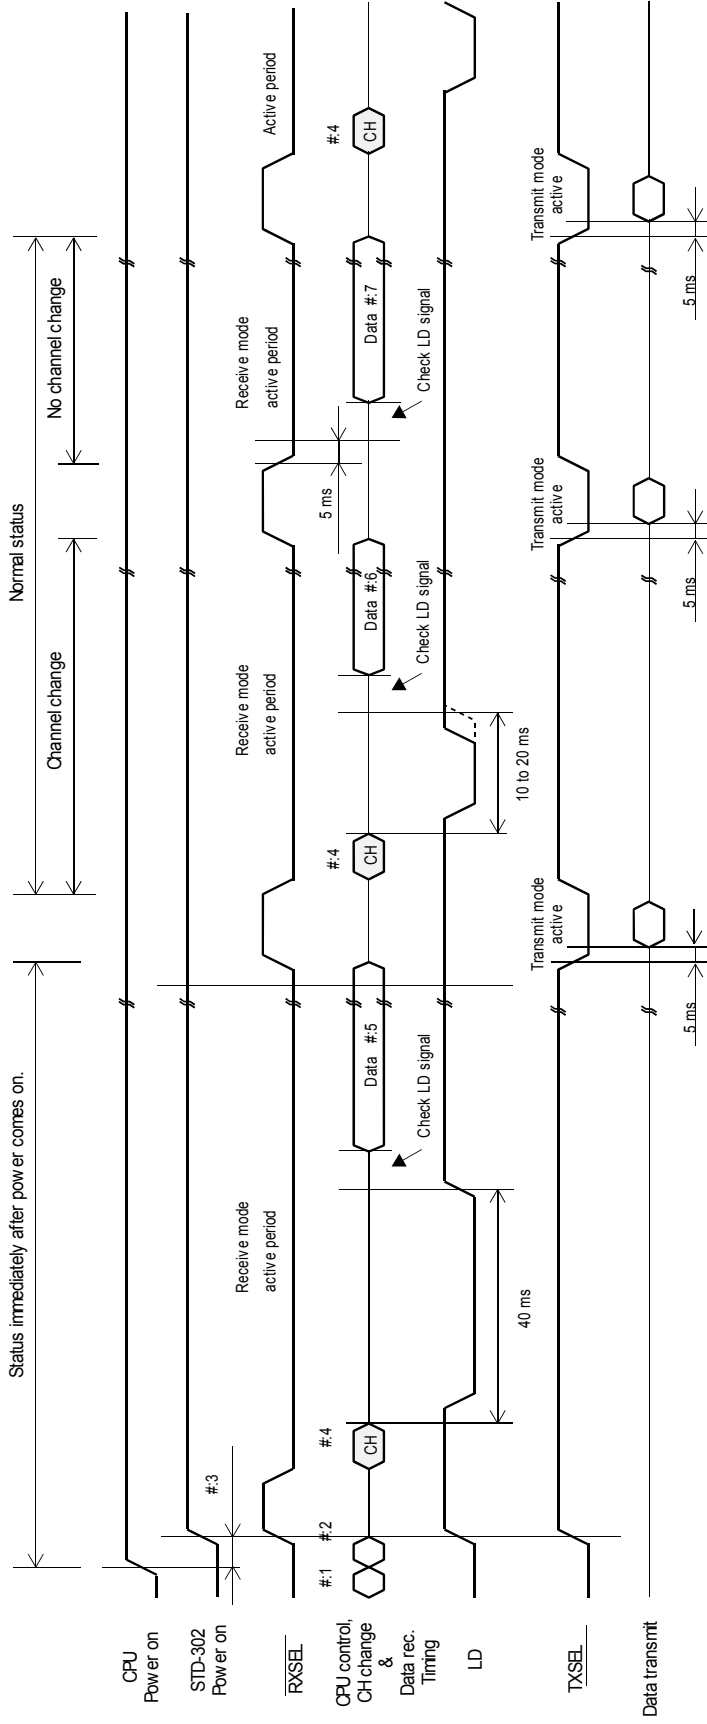 Status immediately after power comes on.
Normal status
Channel change
No channel change
CPU
Power on
STD-302
Power on
#:3
RXSEL
Receive mode
active period
Receive mode
active period
Receive mode
active period
Active period
CPU control,
CH change
&
Data rec.
Timing
#:1
#:2
#:4
CH
Data #:5
#:4
CH
Data #:6
5 ms
Data #:7
#:4
CH
Check LD signal
Check LD signal
Check LD signal
LD
40 ms
10 to 20 ms
TXSEL
Transmit mode
active
Transmit mode
active
Transmit mode
active
Data transmit
5 ms
5 ms
5 ms